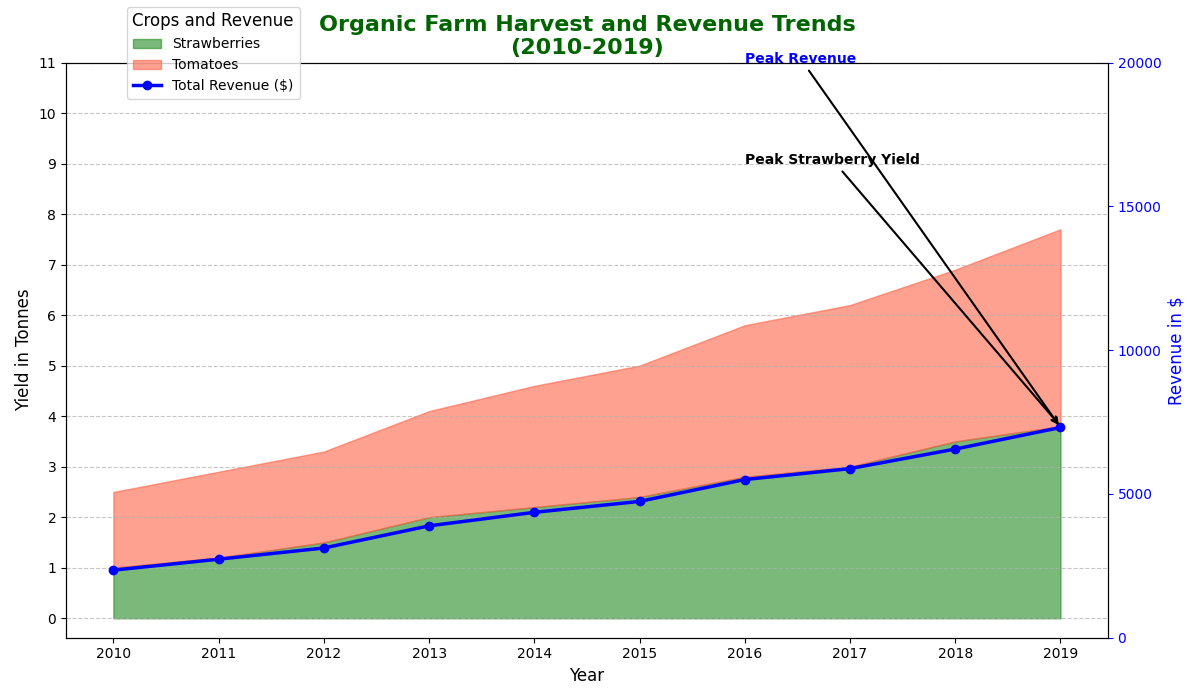 Organic Farm Harvest and Revenue Trends
(2010-2019)
Crops and Revenue
Strawberries
Tomatoes
Total Revenue ($)
Peak Revenue
Peak Strawberry Yield
Yield in Tonnes
11
10
9
8
7
6
5
4
3
2
1
0
Revenue in $
20000
15000
10000
5000
0
2010 2011 2012 2013 2014 2015 2016 2017 2018 2019
Year